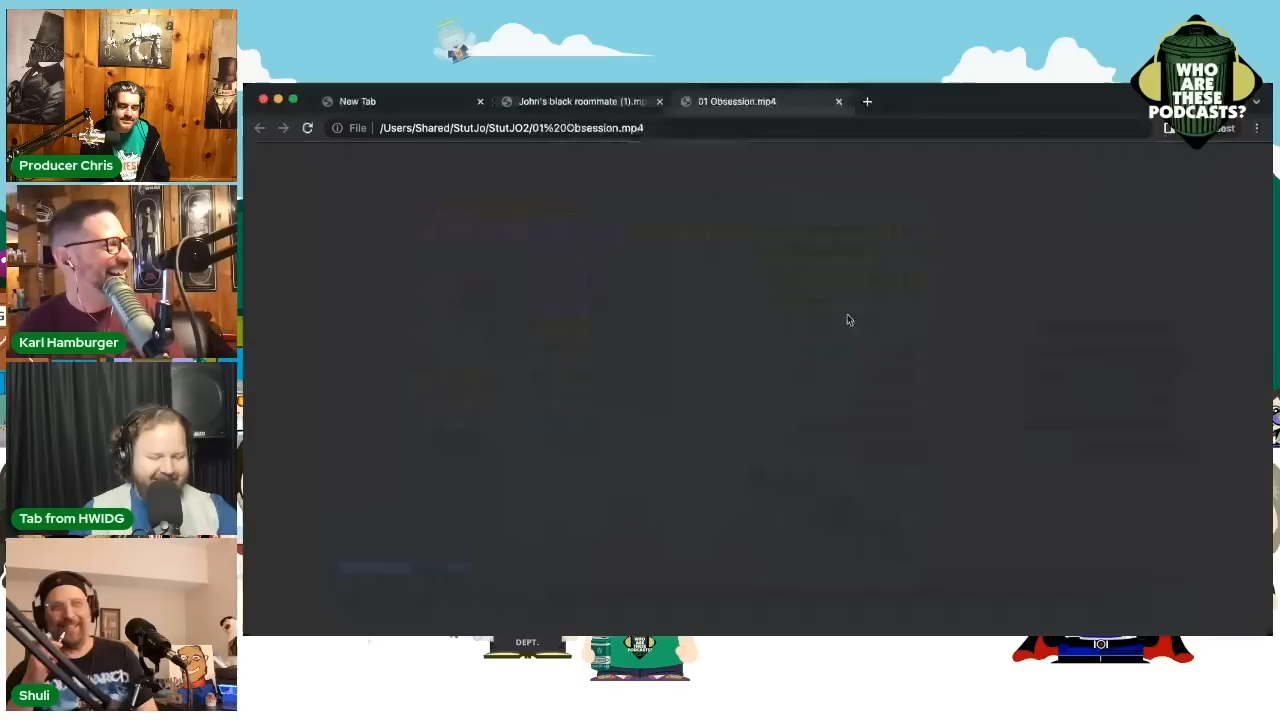 Producer Chris
Karl Hamburger
Tab from HWIDG
Shuli
New Tab
John's black roommate (1).mp
01 Obsession.mp4
File
/Users/Shared/StutJo/StutJO2/01%20Obsession.mp4
WHO
ARE THESE
PODCASTS?
DEPT.